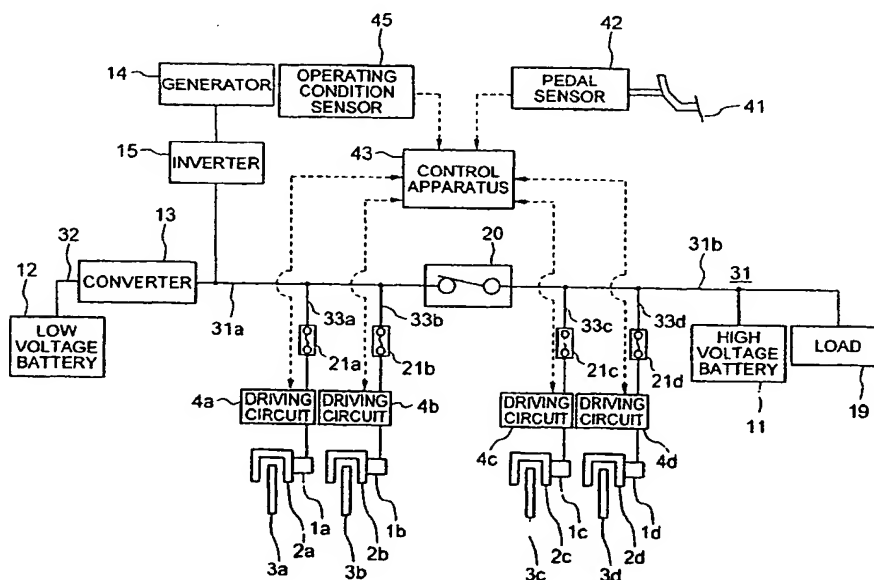 45
42
14
GENERATOR
OPERATING
CONDITION
SENSOR
PEDAL
SENSOR
41
15
INVERTER
43
CONTROL
APPARATUS
13
32
12
CONVERTER
20
31b
31
31a
33a
33b
33c
33d
LOW
VOLTAGE
BATTERY
21a
21b
21c
21d
HIGH
VOLTAGE
BATTERY
LOAD
4a
DRIVING
CIRCUIT
DRIVING
CIRCUIT
4b
DRIVING
CIRCUIT
DRIVING
CIRCUIT
11
19
4c
4d
1a
1b
1c
1d
2a
2b
2c
2d
3a
3b
3c
3d